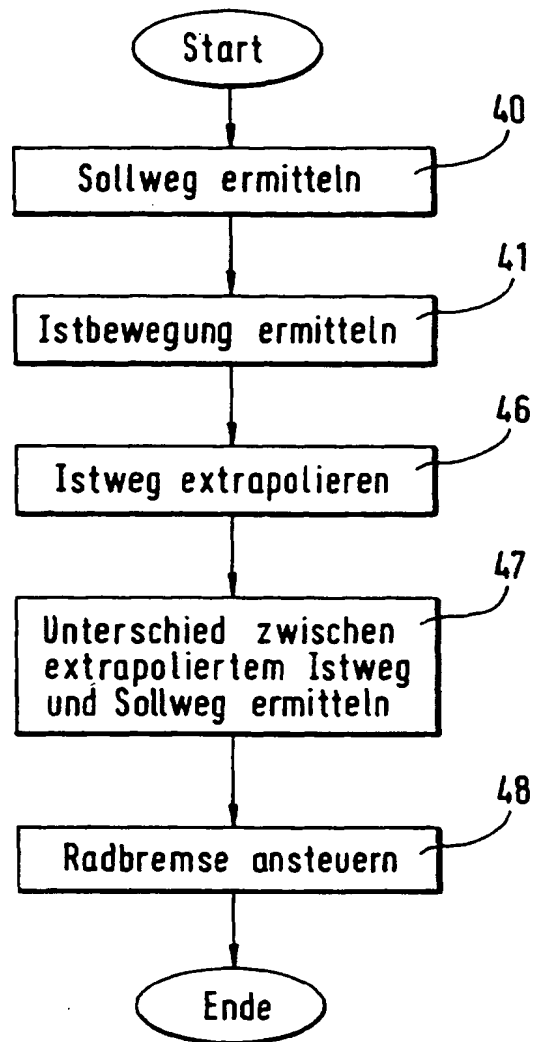 Start
40
Sollweg ermitteln
41
Istbewegung ermitteln
46
Istweg extrapolieren
47
Unterschied zwischen
extrapoliertem Istweg
und Sollweg ermitteln
48
Radbremse ansteuern
Ende